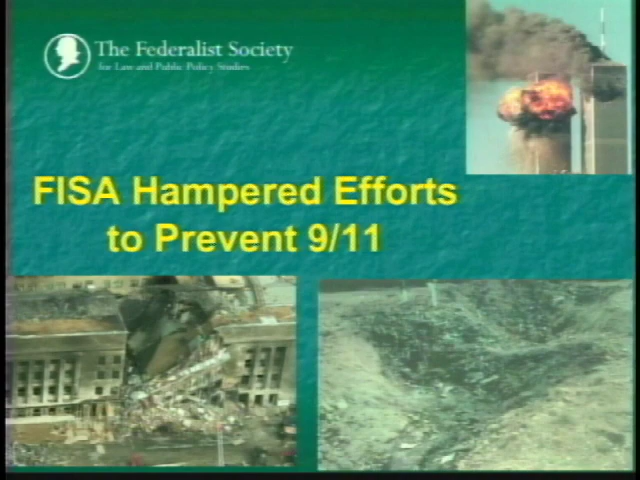 The Federalist Society
for Law and Public Policy Studies
FISA Hampered Efforts
to Prevent 9/11